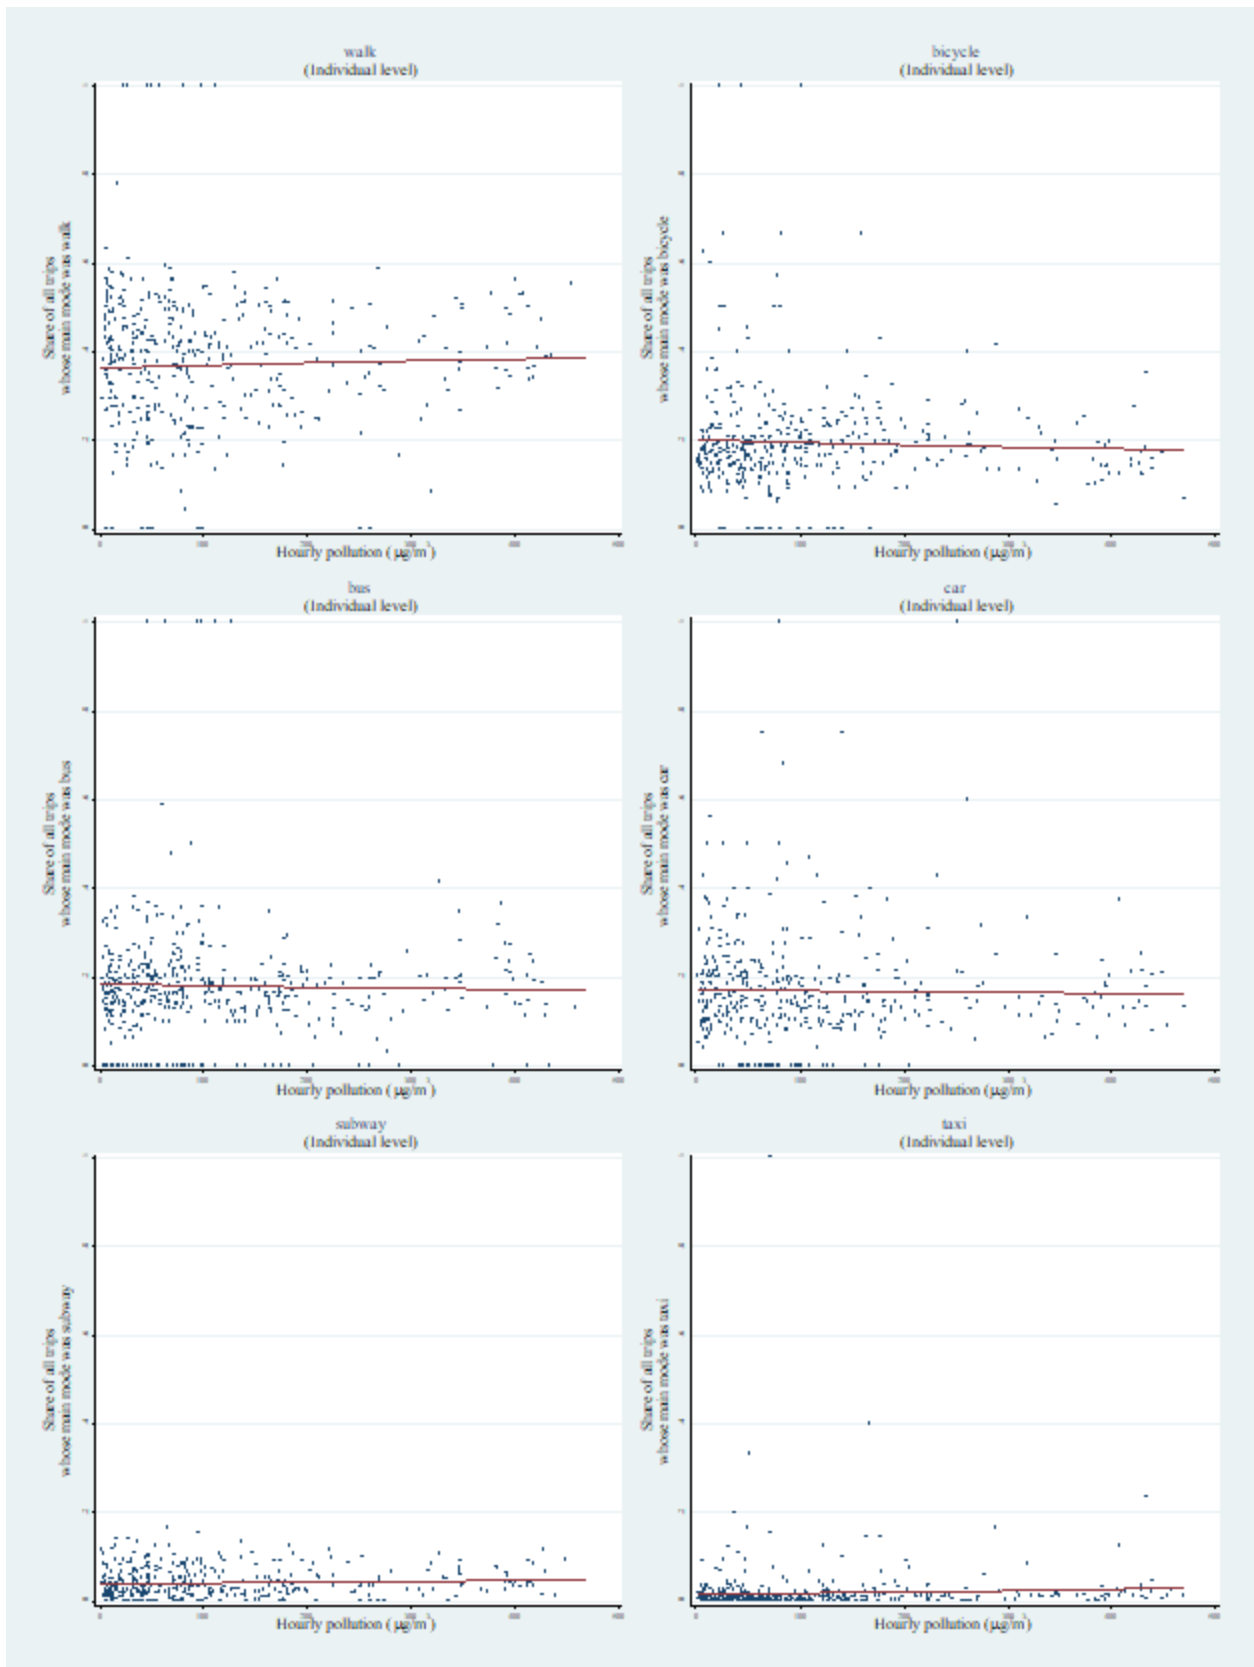 walk
(Individual level)
Share of all trips
whose main mode was walk
Hourly pollution (μg/m³)
bicycle
(Individual level)
Share of all trips
whose main mode was bicycle
Hourly pollution (μg/m³)
bus
(Individual level)
Share of all trips
whose main mode was bus
Hourly pollution (μg/m³)
car
(Individual level)
Share of all trips
whose main mode was car
Hourly pollution (μg/m³)
subway
(Individual level)
Share of all trips
whose main mode was subway
Hourly pollution (μg/m³)
taxi
(Individual level)
Share of all trips
whose main mode was taxi
Hourly pollution (μg/m³)